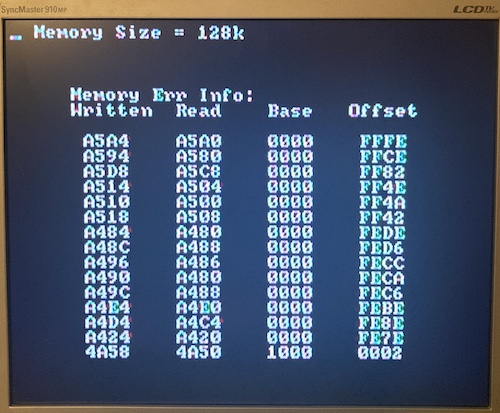 SyncMaster 910MP LCDTV
Memory Size = 128k
Memory Err Info:
Written Read Base Offset
A5A4 A5A0 0000 FFFE
A594 A580 0000 FFCE
A5D8 A5C8 0000 FF82
A514 A504 0000 FF4E
A510 A500 0000 FF4A
A518 A508 0000 FF42
A484 A480 0000 FEDE
A48C A488 0000 FED6
A496 A486 0000 FECC
A490 A480 0000 FECA
A49C A488 0000 FEC6
A4E4 A4E0 0000 FEBE
A4D4 A4C4 0000 FE8E
A424 A420 0000 FE7E
4A58 4A50 1000 0002